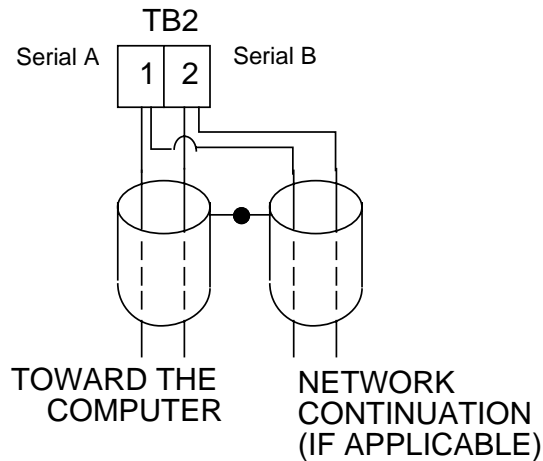 TB2
Serial A
1 2
Serial B
TOWARD THE
COMPUTER
NETWORK
CONTINUATION
(IF APPLICABLE)